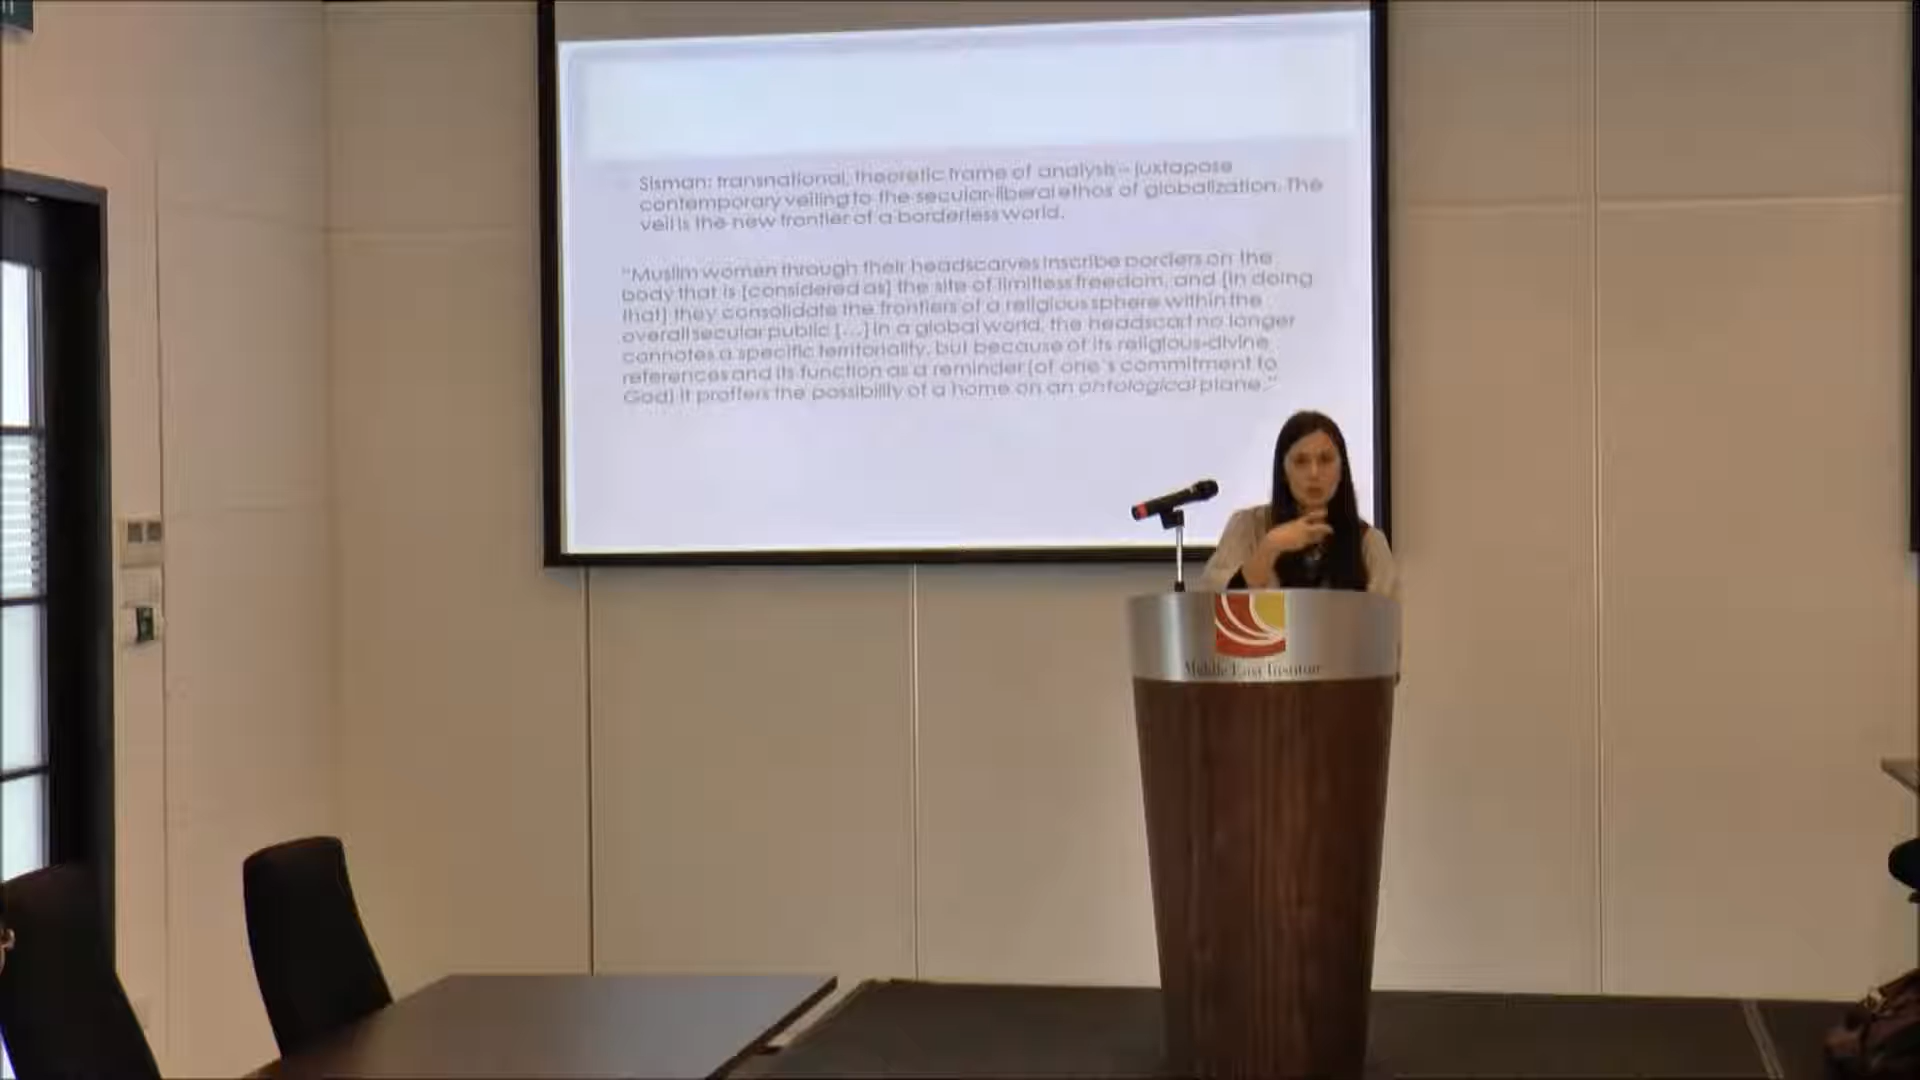 Sisman: transnational, theoretic frame of analysis – juxtapose
contemporary veiling to the secular-liberal ethos of globalization. The
veil is the new frontier of a borderless world.
"Muslim women through their headscarves inscribe borders on the
body that is [considered as] the site of limitless freedom, and [in doing
that] they consolidate the frontiers of a religious sphere within the
overall secular public [...] In a global world, the headscarf no longer
cannotes a specific territoriality, but because of its religious-divine
references and its function as a reminder [of one's commitment to
God] it proffers the possibility of a home on an ontological plane."
Middle East Institute